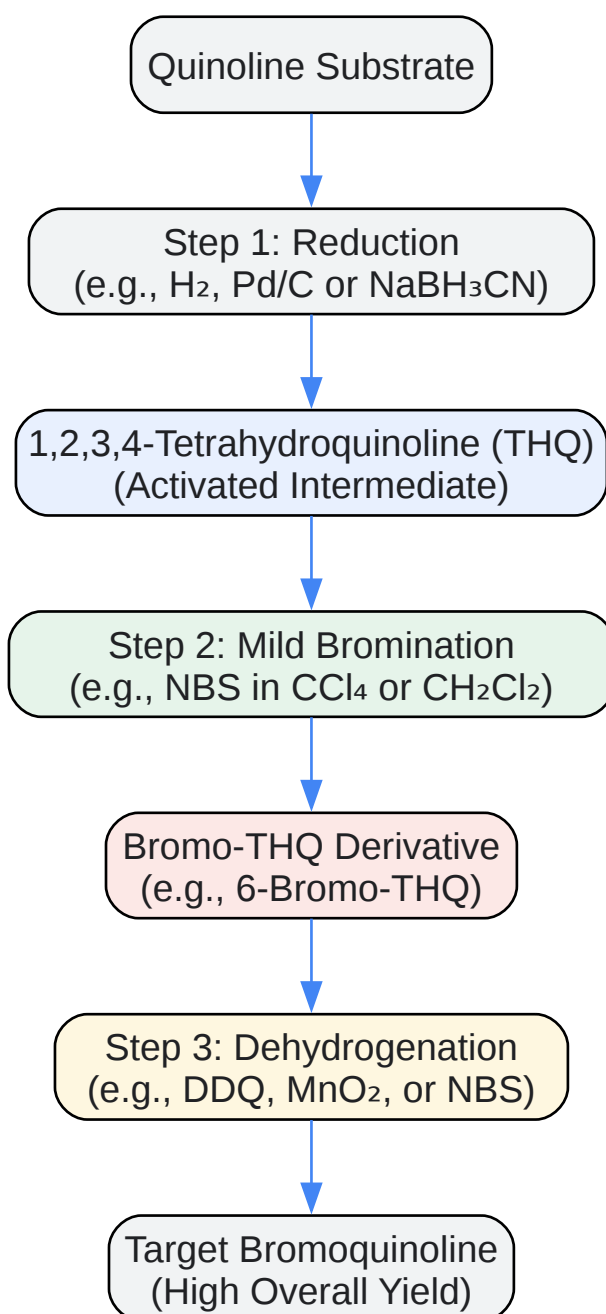 Quinoline Substrate
Step 1: Reduction
(e.g., H₂, Pd/C or NaBH₃CN)
1,2,3,4-Tetrahydroquinoline (THQ)
(Activated Intermediate)
Step 2: Mild Bromination
(e.g., NBS in CCl₄ or CH₂Cl₂)
Bromo-THQ Derivative
(e.g., 6-Bromo-THQ)
Step 3: Dehydrogenation
(e.g., DDQ, MnO₂, or NBS)
Target Bromoquinoline
(High Overall Yield)